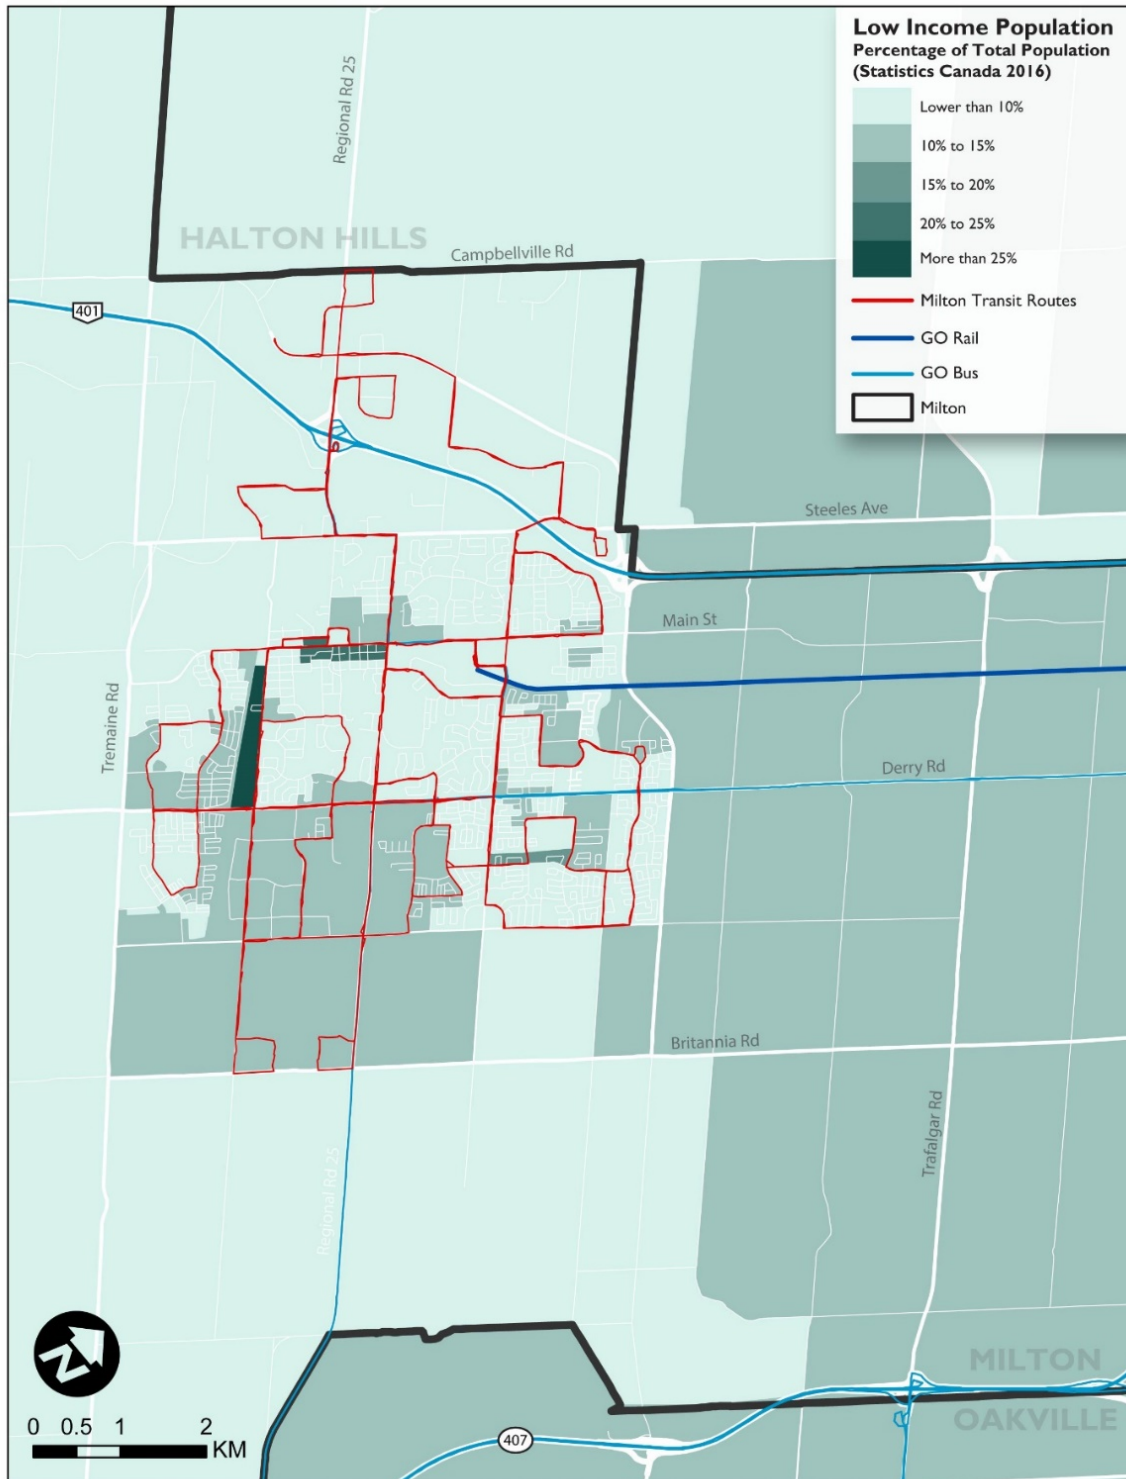 Low Income Population
Percentage of Total Population
(Statistics Canada 2016)
Lower than 10%
10% to 15%
15% to 20%
20% to 25%
More than 25%
Milton Transit Routes
GO Rail
GO Bus
Milton
Regional Rd 25
HALTON HILLS
Campbellville Rd
401
Steeles Ave
Main St
Tremaine Rd
Derry Rd
Britannia Rd
Trafalgar Rd
Regional Rd 25
N
MILTON
OAKVILLE
0 0.5 1 2
KM
407